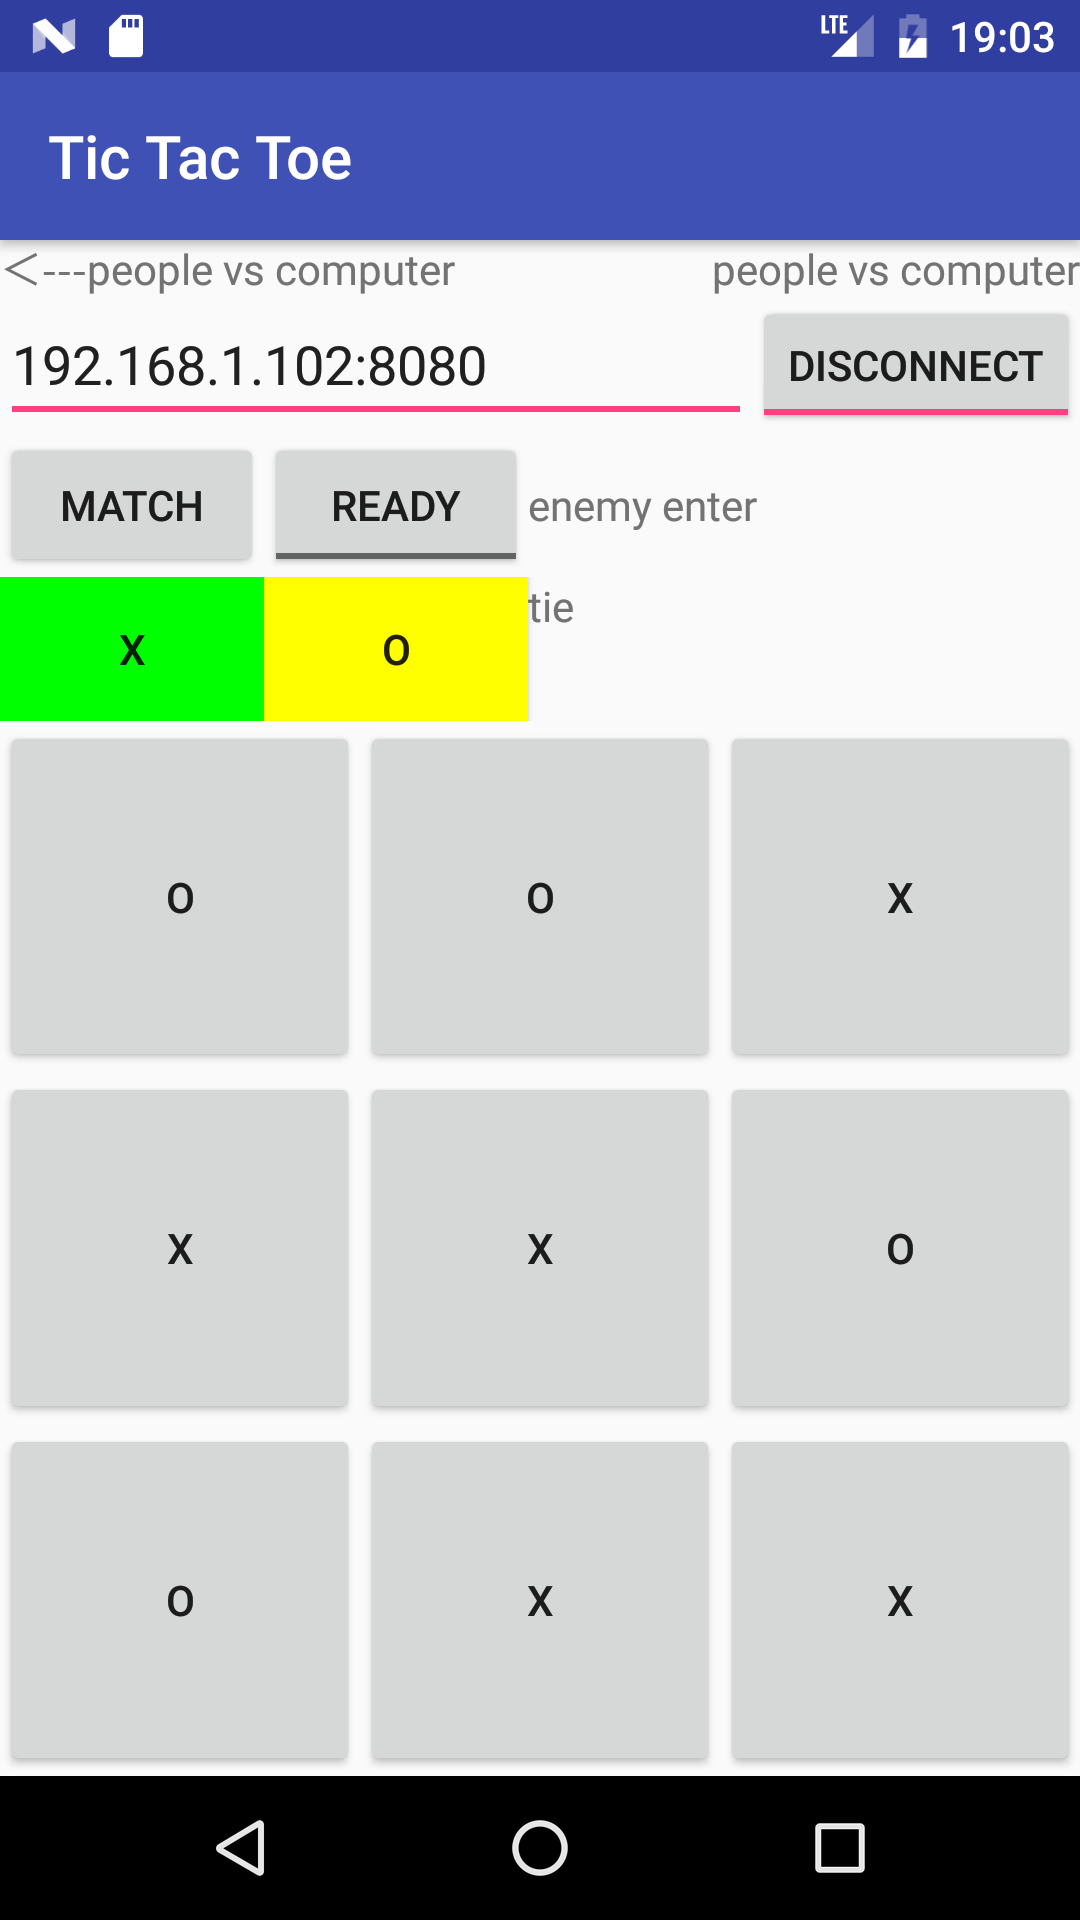 LTE 19:03
Tic Tac Toe
<---people vs computer people vs computer
192.168.1.102:8080 DISCONNECT
MATCH READY enemy enter
X O tie
O O X
X X O
O X X